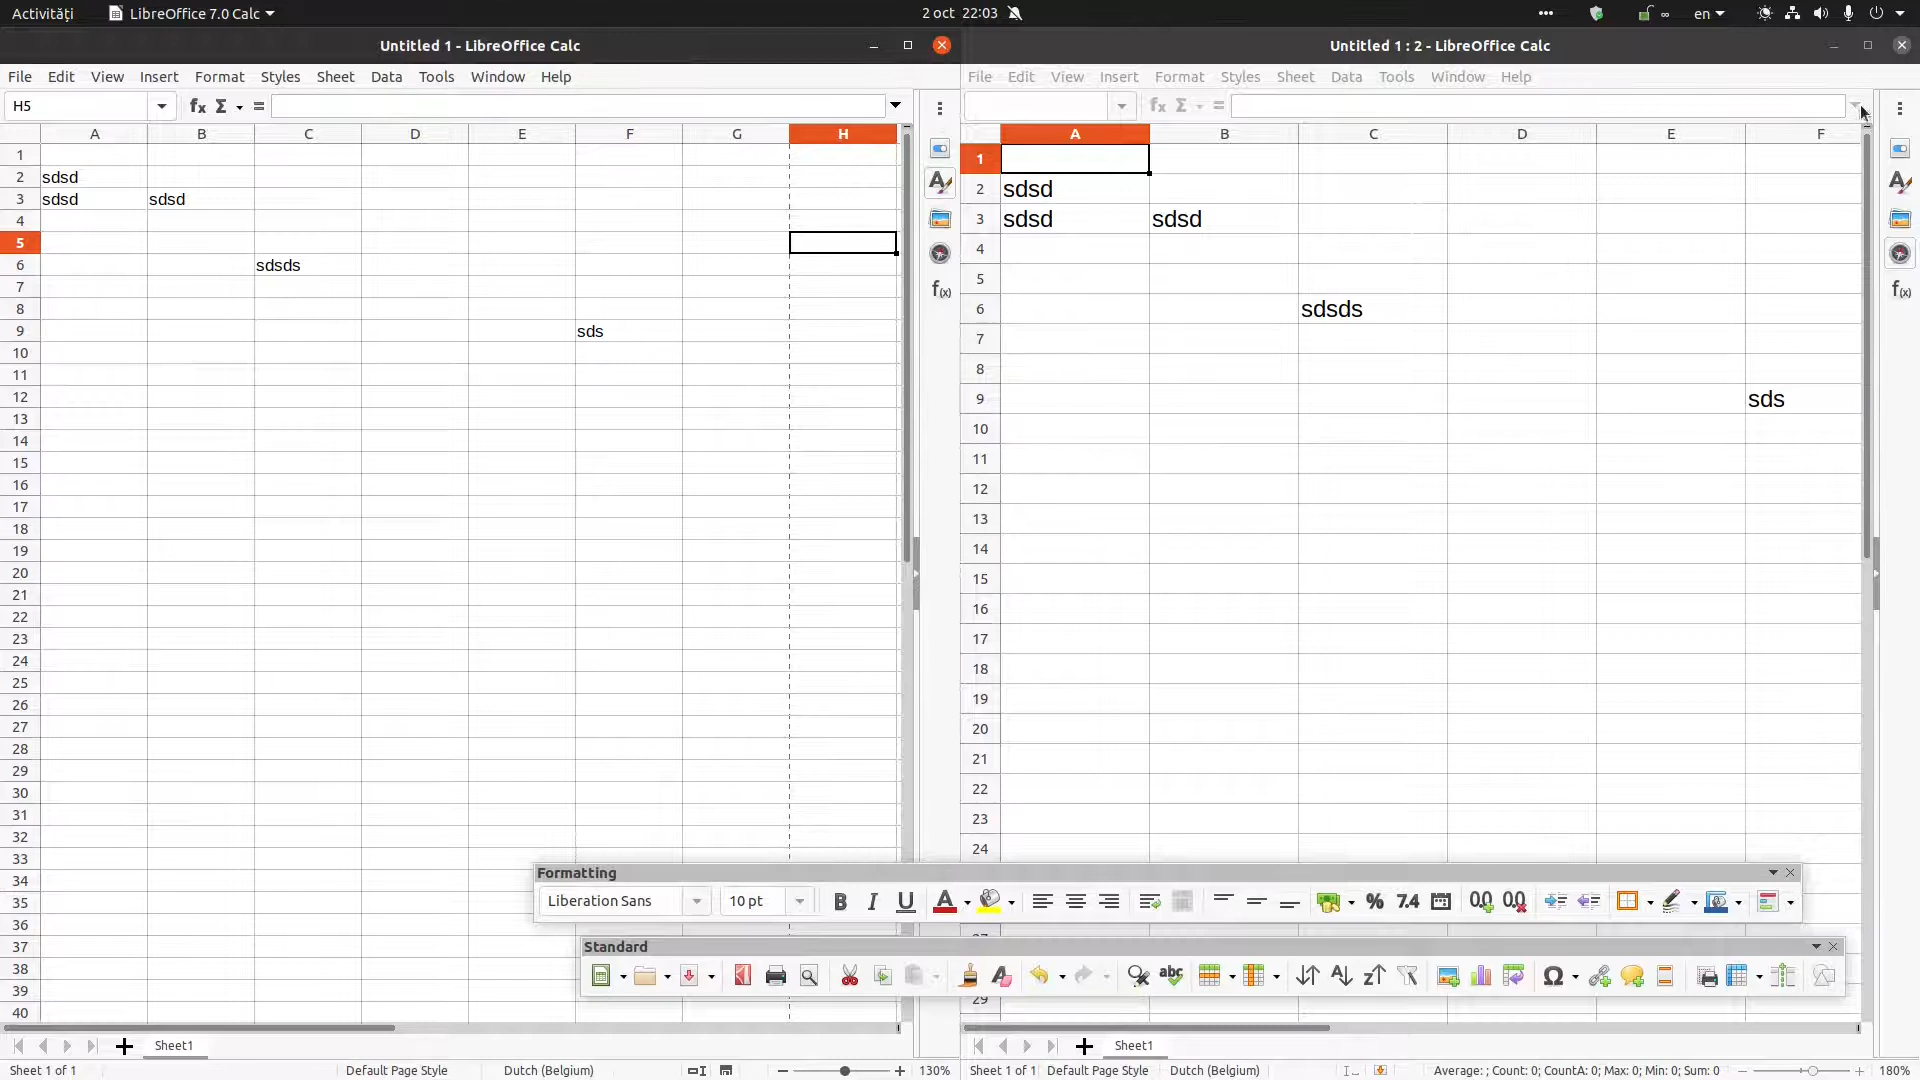 Activități LibreOffice 7.0 Calc 2 oct 22:03 en
Untitled 1 - LibreOffice Calc
File Edit View Insert Format Styles Sheet Data Tools Window Help
H5
A B C D E F G H
1
2 sdsd
3 sdsd sdsd
4
5
6 sdsds
7
8
9 sds
10
11
12
13
14
15
16
17
18
19
20
21
22
23
24
25
26
27
28
29
30
31
32
33
34
35
36
37
38
39
40
Sheet1
Sheet 1 of 1 Default Page Style Dutch (Belgium) 130%
Untitled 1 : 2 - LibreOffice Calc
File Edit View Insert Format Styles Sheet Data Tools Window Help
A B C D E F
1
2 sdsd
3 sdsd sdsd
4
5
6 sdsds
7
8
9 sds
10
11
12
13
14
15
16
17
18
19
20
21
22
23
24
Formatting
Liberation Sans 10 pt B I U A % 7.4 0.0 0.0
Standard
29
Sheet1
Sheet 1 of 1 Default Page Style Dutch (Belgium) Average: ; Count: 0; CountA: 0; Max: 0; Min: 0; Sum: 0 180%